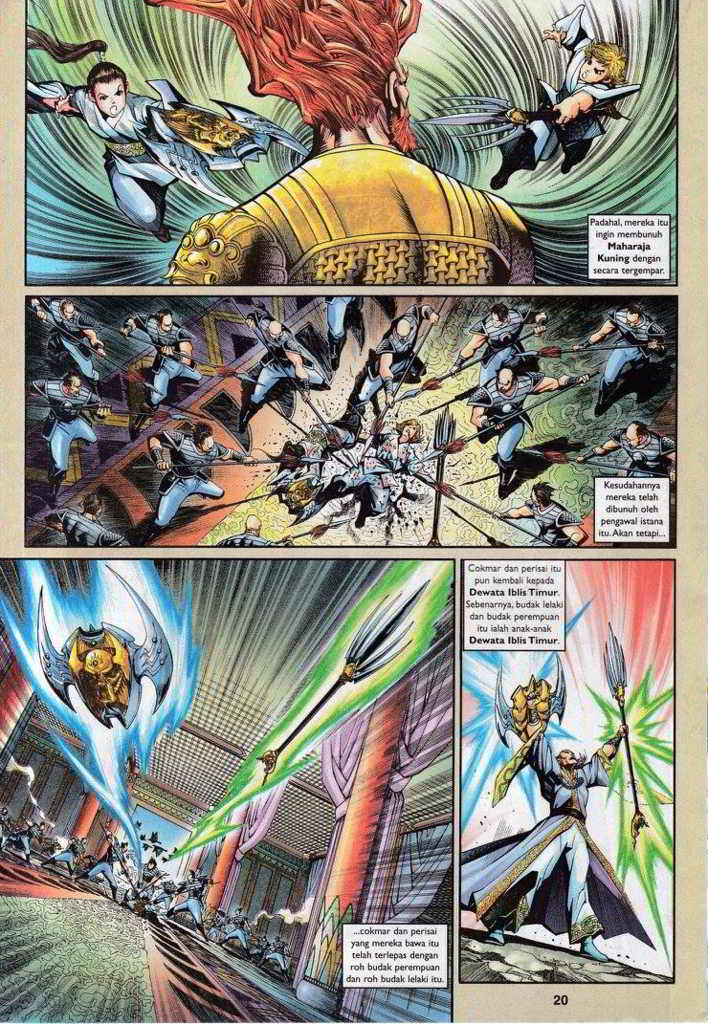 Padahal, mereka itu
ingin membunuh
Maharaja
Kuning dengan
secara tergempar.
Kesudahannya
mereka telah
dibunuh oleh
pengawal istana
itu. Akan tetapi...
...cokmar dan perisai
yang mereka bawa itu
telah terlepas dengan
roh budak perempuan
dan roh budak lelaki itu.
Cokmar dan perisai itu
pun kembali kepada
Dewata Iblis Timur.
Sebenarnya, budak lelaki
dan budak perempuan
itu ialah anak-anak
Dewata Iblis Timur.
20